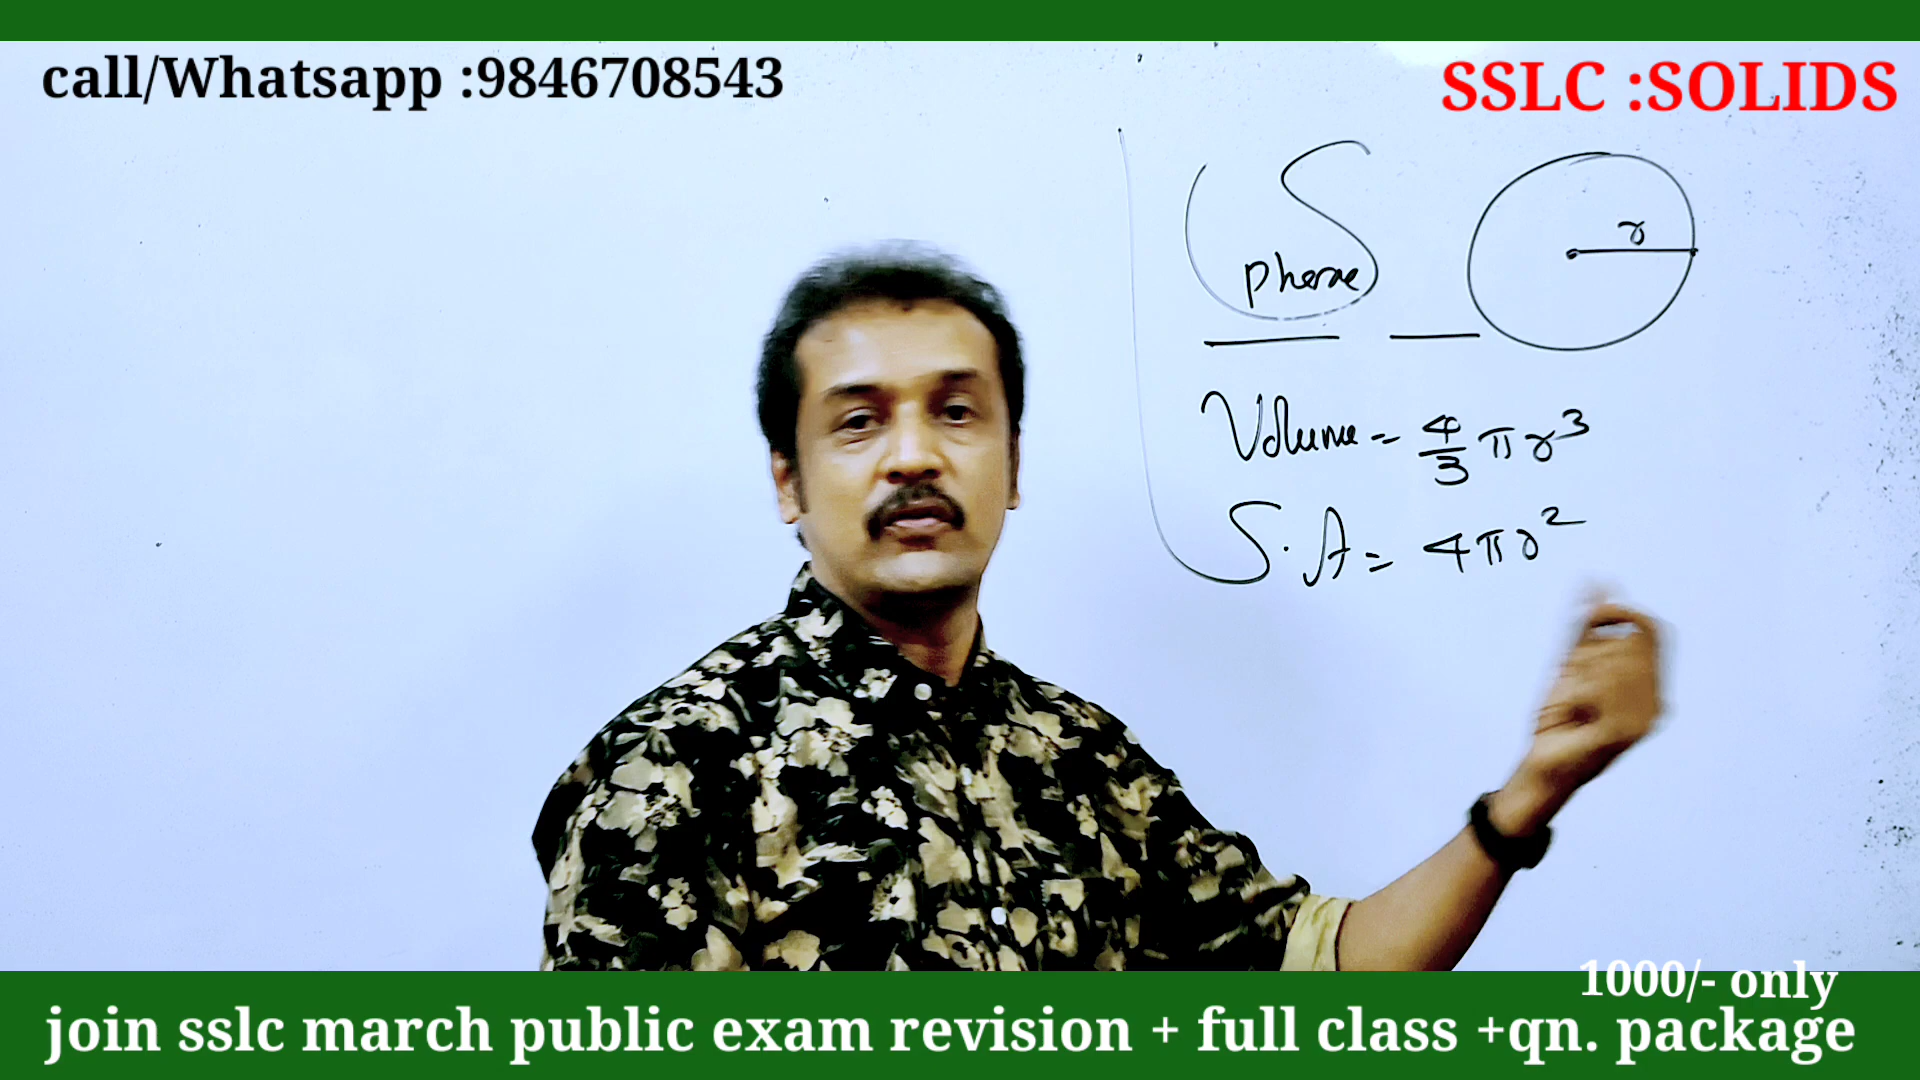 call/Whatsapp :9846708543
SSLC :SOLIDS
Sphere
r
Volume = 4/3 πr³
S.A = 4πr²
1000/- only
join sslc march public exam revision + full class +qn. package